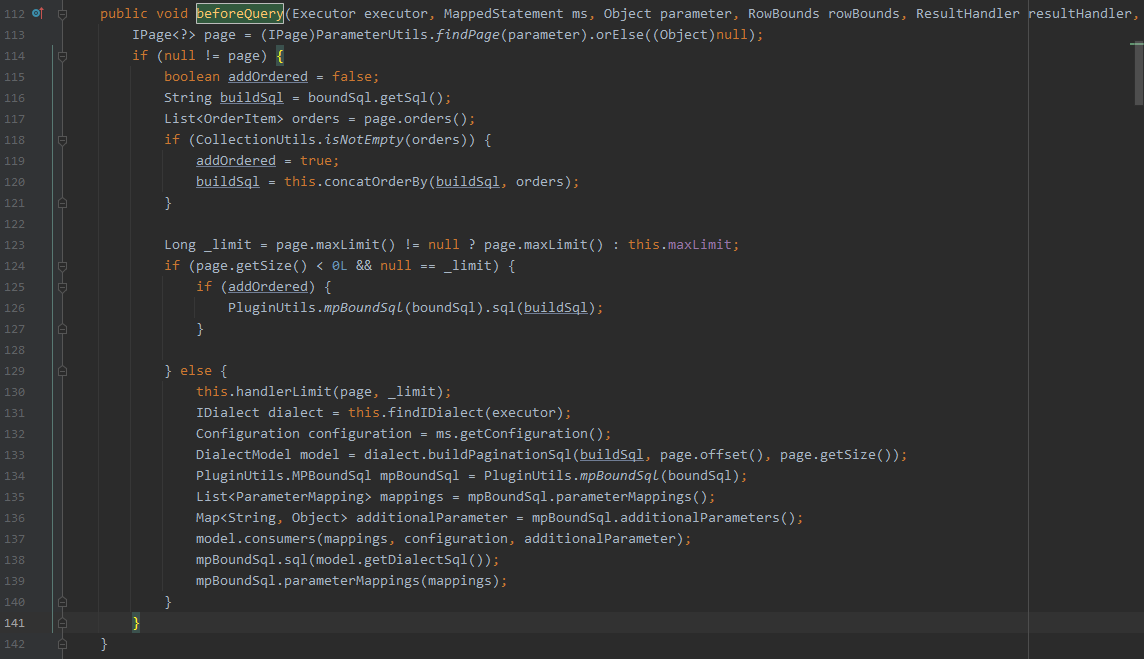 112 public void beforeQuery(Executor executor, MappedStatement ms, Object parameter, RowBounds rowBounds, ResultHandler resultHandler,
113 IPage<?> page = (IPage)ParameterUtils.findPage(parameter).orElse((Object)null);
114 if (null != page) {
115 boolean addOrdered = false;
116 String buildSql = boundSql.getSql();
117 List<OrderItem> orders = page.orders();
118 if (CollectionUtils.isNotEmpty(orders)) {
119 addOrdered = true;
120 buildSql = this.concatOrderBy(buildSql, orders);
121 }
122
123 Long _limit = page.maxLimit() != null ? page.maxLimit() : this.maxLimit;
124 if (page.getSize() < 0L && null == _limit) {
125 if (addOrdered) {
126 PluginUtils.mpBoundSql(boundSql).sql(buildSql);
127 }
128
129 } else {
130 this.handlerLimit(page, _limit);
131 IDialect dialect = this.findIDialect(executor);
132 Configuration configuration = ms.getConfiguration();
133 DialectModel model = dialect.buildPaginationSql(buildSql, page.offset(), page.getSize());
134 PluginUtils.MPBoundSql mpBoundSql = PluginUtils.mpBoundSql(boundSql);
135 List<ParameterMapping> mappings = mpBoundSql.parameterMappings();
136 Map<String, Object> additionalParameter = mpBoundSql.additionalParameters();
137 model.consumers(mappings, configuration, additionalParameter);
138 mpBoundSql.sql(model.getDialectSql());
139 mpBoundSql.parameterMappings(mappings);
140 }
141 }
142 }